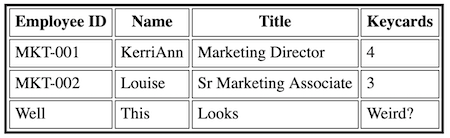 Employee ID Name Title Keycards
MKT-001 KerriAnn Marketing Director 4
MKT-002 Louise Sr Marketing Associate 3
Well This Looks Weird?